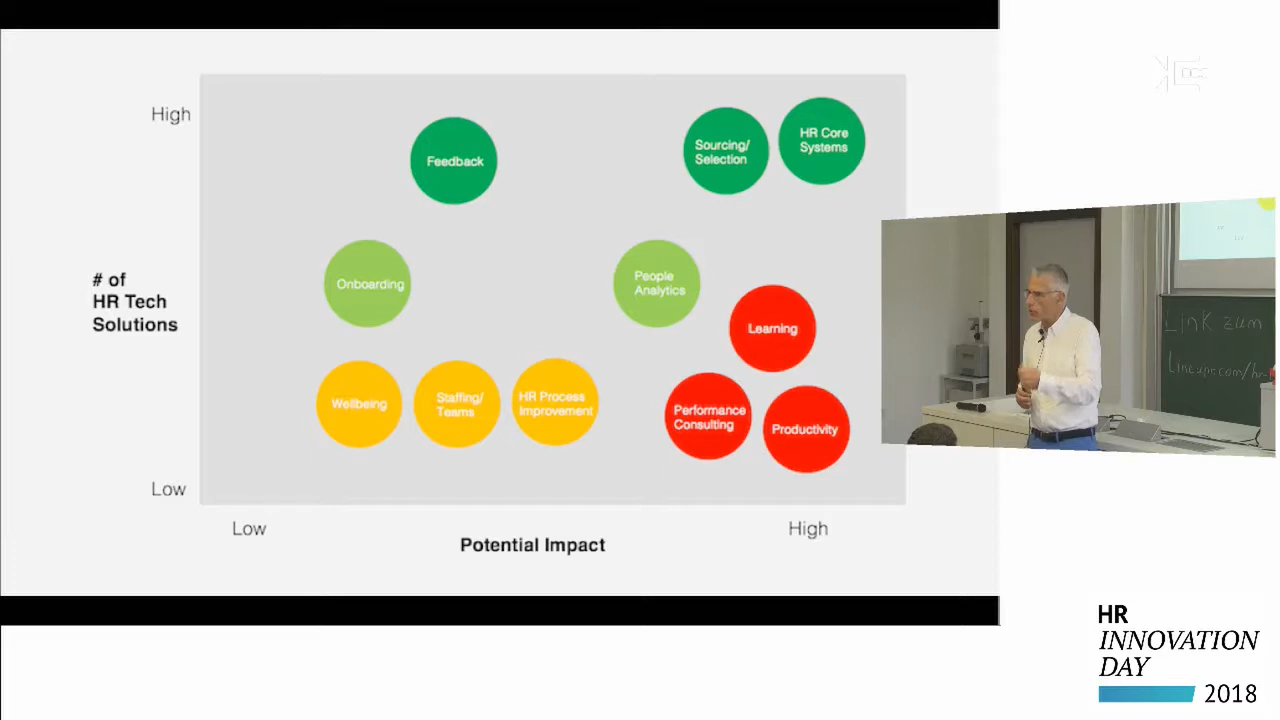 High
Feedback
Sourcing/
Selection
HR Core
Systems
# of
HR Tech
Solutions
Onboarding
People
Analytics
Learning
Wellbeing
Staffing/
Teams
HR Process
Improvement
Performance
Consulting
Productivity
Low
Low
High
Potential Impact
Link zum
HR
INNOVATION
DAY
2018